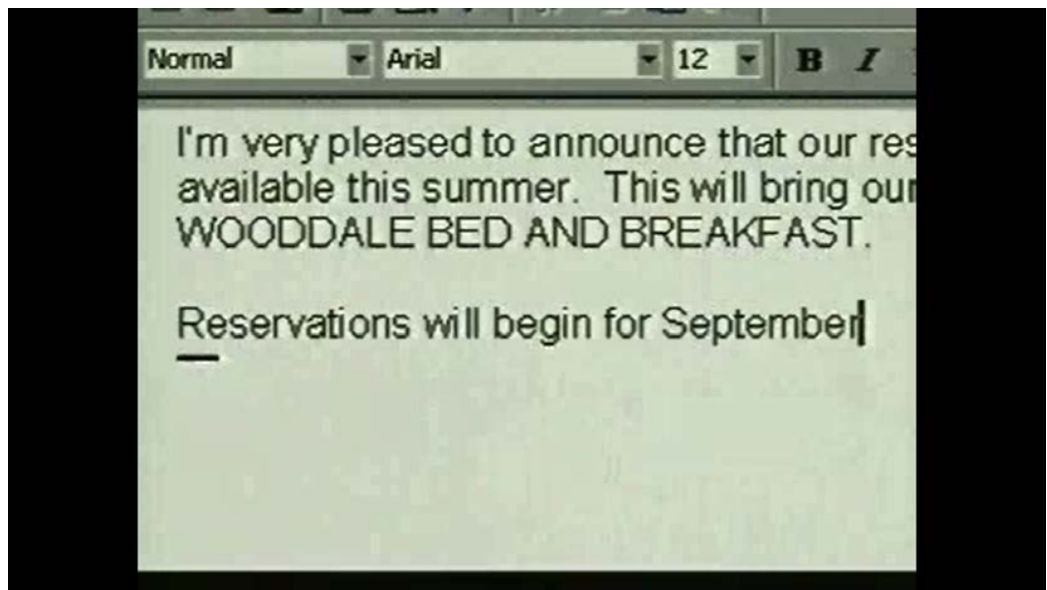 Normal Arial 12 B I
I'm very pleased to announce that our res
available this summer.  This will bring our
WOODDALE BED AND BREAKFAST.
Reservations will begin for September